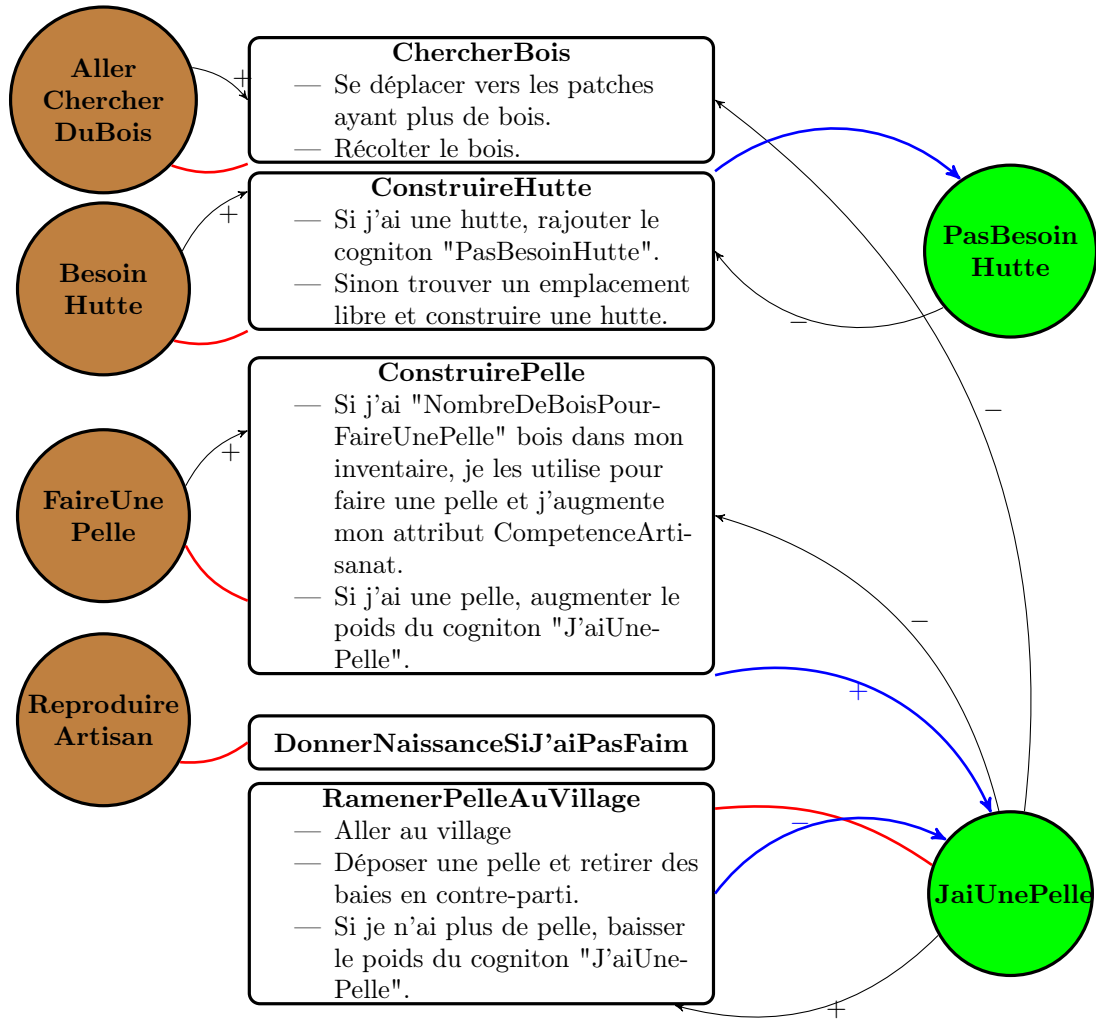 Aller
Chercher
DuBois
+
ChercherBois
— Se déplacer vers les patches
ayant plus de bois.
— Récolter le bois.
Besoin
Hutte
+
ConstruireHutte
— Si j'ai une hutte, rajouter le
cogniton "PasBesoinHutte".
— Sinon trouver un emplacement
libre et construire une hutte.
PasBesoin
Hutte
−
−
FaireUne
Pelle
+
ConstruirePelle
— Si j'ai "NombreDeBoisPour-
FaireUnePelle" bois dans mon
inventaire, je les utilise pour
faire une pelle et j'augmente
mon attribut CompetenceArti-
sanat.
— Si j'ai une pelle, augmenter le
poids du cogniton "J'aiUne-
Pelle".
−
+
Reproduire
Artisan
DonnerNaissanceSiJ'aiPasFaim
RamenerPelleAuVillage
— Aller au village
— Déposer une pelle et retirer des
baies en contre-parti.
— Si je n'ai plus de pelle, baisser
le poids du cogniton "J'aiUne-
Pelle".
−
JaiUnePelle
+